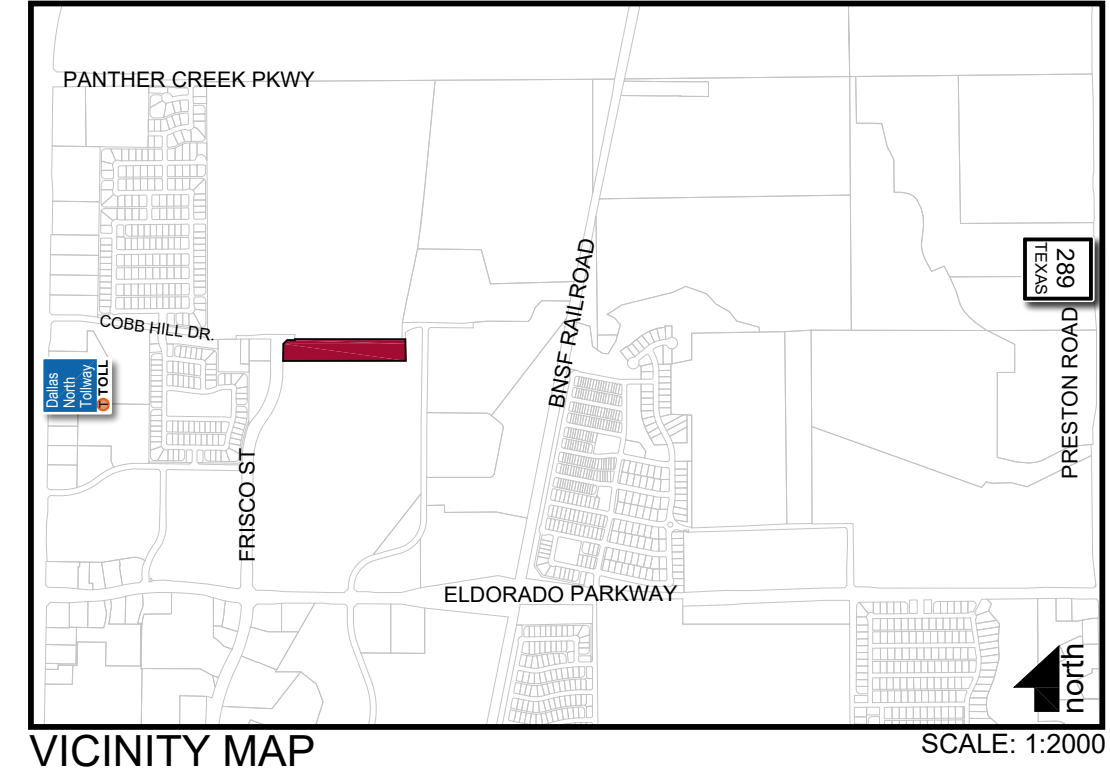 PANTHER CREEK PKWY
BNSF RAILROAD
289
TEXAS
COBB HILL DR.
PRESTON ROAD
Dallas
North
Tollway
T TOLL
FRISCO ST
ELDORADO PARKWAY
north
VICINITY MAP
SCALE: 1:2000